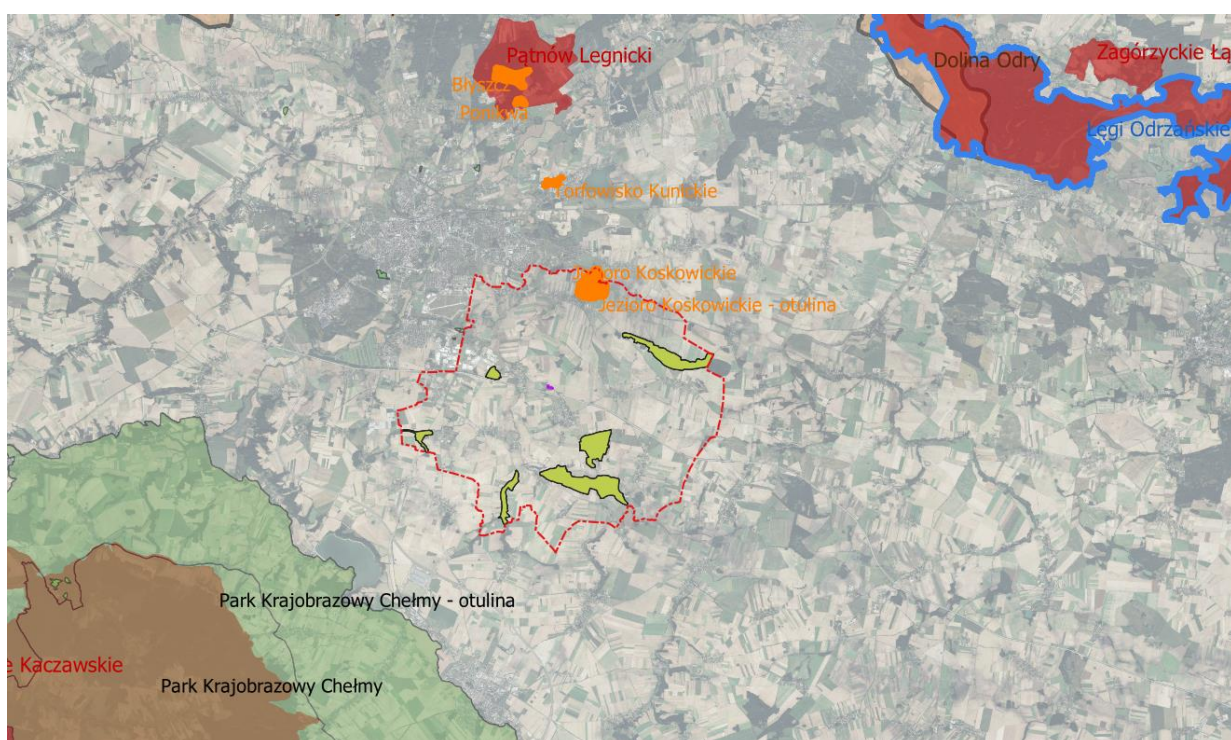 Pątnów Legnicki
Błyszcz
Ponikwa
Dolina Odry
Zagórzyckie Łą
Łęgi Odrzańskie
Torfowisko Kunickie
Jezioro Koskowickie
Jezioro Koskowickie - otulina
Park Krajobrazowy Chełmy - otulina
e Kaczawskie
Park Krajobrazowy Chełmy